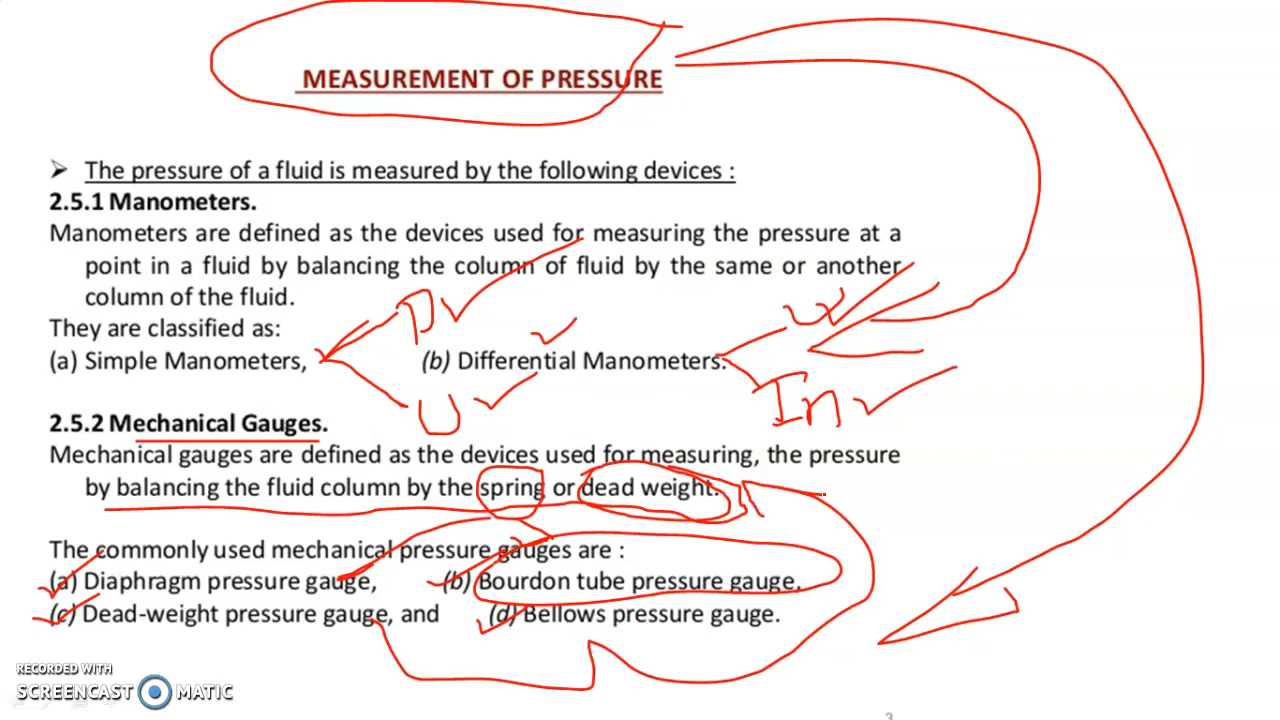 MEASUREMENT OF PRESSURE
➢ The pressure of a fluid is measured by the following devices :
2.5.1 Manometers.
Manometers are defined as the devices used for measuring the pressure at a
point in a fluid by balancing the column of fluid by the same or another
column of the fluid.
They are classified as:
(a) Simple Manometers, (b) Differential Manometers.
P
U
In
2.5.2 Mechanical Gauges.
Mechanical gauges are defined as the devices used for measuring, the pressure
by balancing the fluid column by the spring or dead weight.
The commonly used mechanical pressure gauges are :
(a) Diaphragm pressure gauge, (b) Bourdon tube pressure gauge,
(c) Dead-weight pressure gauge, and (d) Bellows pressure gauge.
RECORDED WITH
SCREENCAST MATIC
3